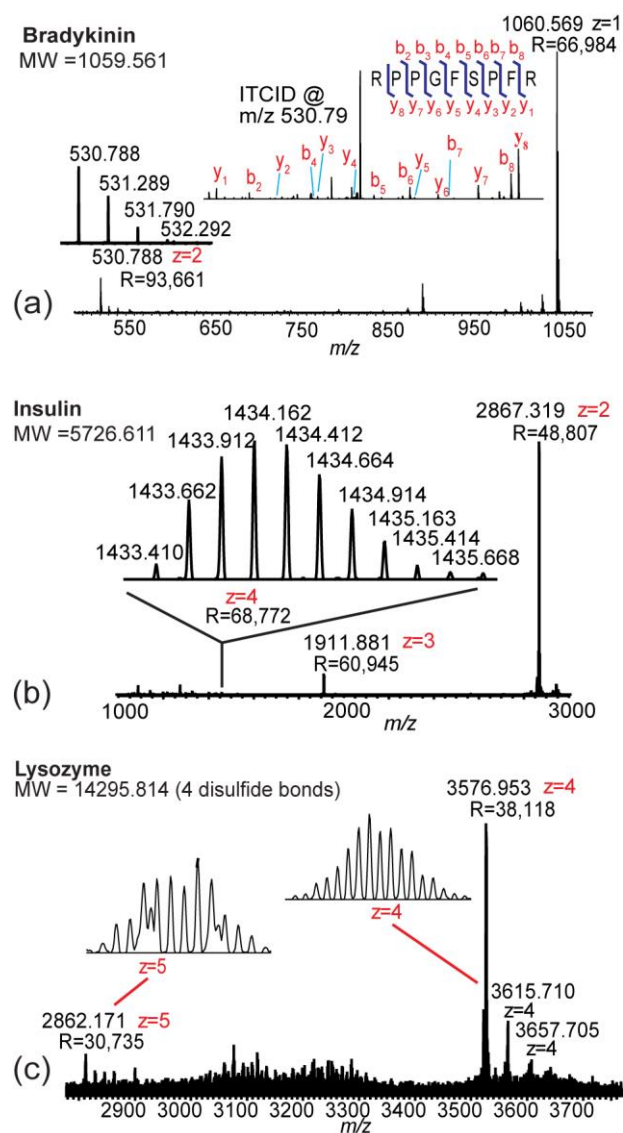 Bradykinin
MW =1059.561
1060.569 z=1
R=66,984
b2 b3 b4 b5 b6 b7 b8
R P P G F S P F R
y8 y7 y6 y5 y4 y3 y2 y1
ITCID @
m/z 530.79
y1 b2 y2 b4 y3 y4 b5 b6 y5 y6 b7 y7 b8 y8
530.788
531.289
531.790
532.292
530.788 z=2
R=93,661
(a)
550 650 750 850 950 1050
m/z
Insulin
MW =5726.611
2867.319 z=2
R=48,807
1434.162
1433.912
1434.412
1434.664
1433.662
1434.914
1435.163
1435.414
1433.410
1435.668
z=4
R=68,772
1911.881 z=3
R=60,945
(b)
1000 2000 3000
m/z
Lysozyme
MW = 14295.814 (4 disulfide bonds)
3576.953 z=4
R=38,118
z=4
z=5
2862.171 z=5
R=30,735
3615.710
z=4
3657.705
z=4
(c)
2900 3000 3100 3200 3300 3400 3500 3600 3700
m/z